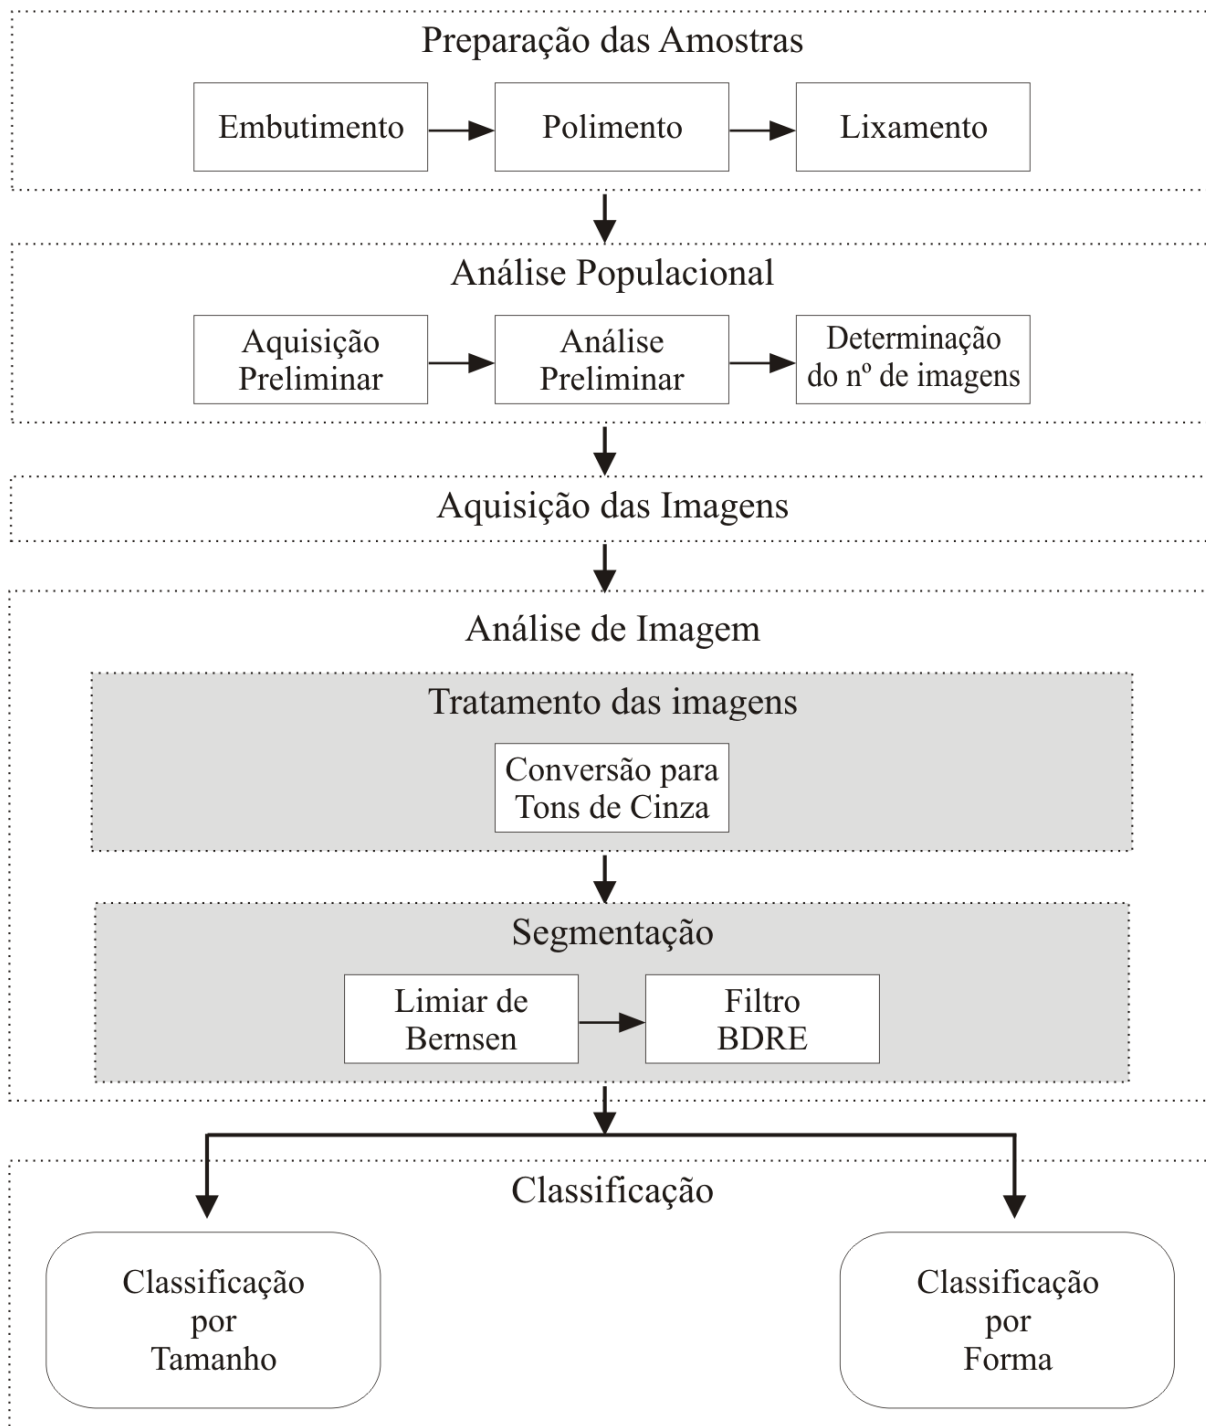 Preparação das Amostras
Embutimento
Polimento
Lixamento
Análise Populacional
Aquisição
Preliminar
Análise
Preliminar
Determinação
do nº de imagens
Aquisição das Imagens
Análise de Imagem
Tratamento das imagens
Conversão para
Tons de Cinza
Segmentação
Limiar de
Bernsen
Filtro
BDRE
Classificação
Classificação
por
Tamanho
Classificação
por
Forma